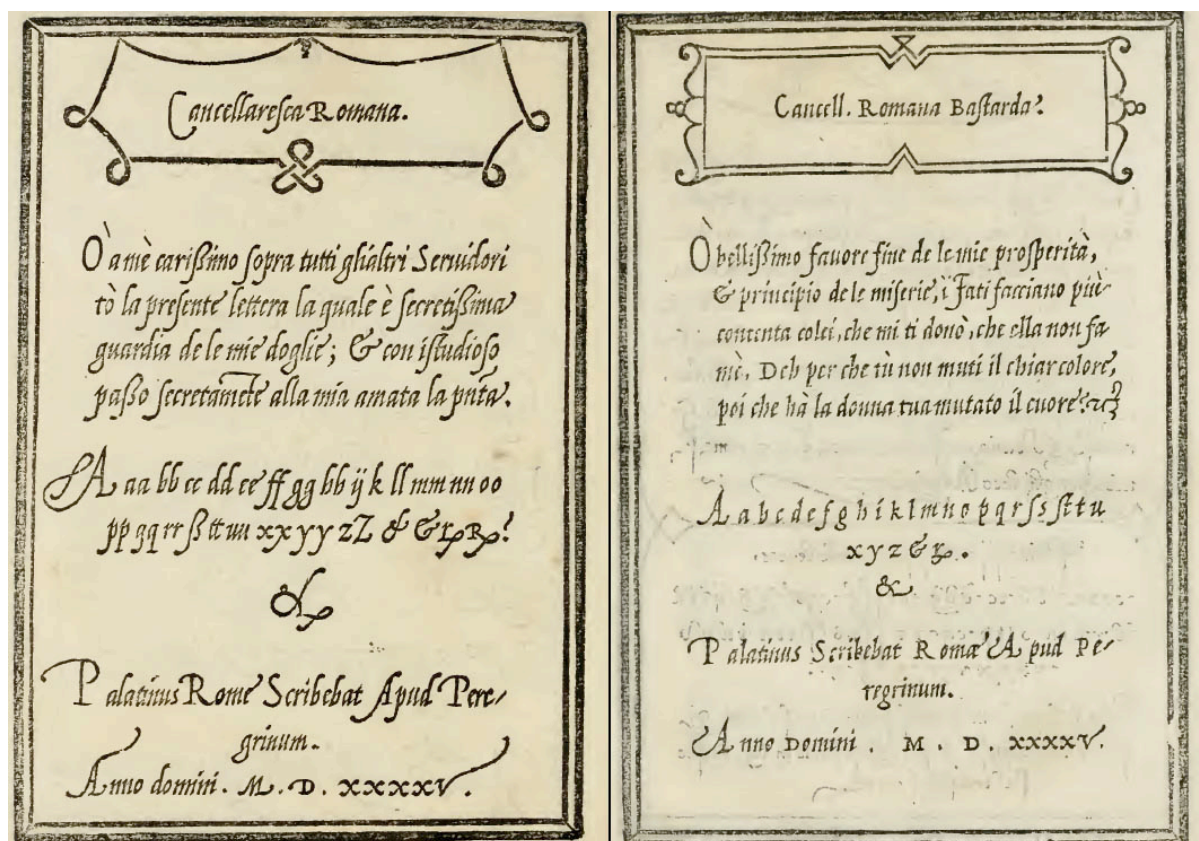 Cancellaresca Romana.
Ò a mè carißimo sopra tutti glialtri Seruidori
tò la presente lettera la quale è secretißima
guardia de le mie doglie; & con istudioso
paßo secretam̃ete alla mia amata la pñta.
A aa bb cc dd ee ff gg hh ij k ll mm nn oo
pp qq rr ß tt uu xx yy zZ & &
&
Palatinus Rome Scribebat Apud Pere/
grinum.
Anno domini. M. D. XXXXV.
Cancell. Romana Bastarda?
Ò bellißimo fauore fine de le mie prosperità,
& principio de le miserie, i Fati facciano più
contenta colei, che mi ti donò, che ella non fa
mè. Deh per che tù non muti il chiar colore,
poi che hà la donna tua mutato il cuore?
A a b c d e f g h i k l m n o p q r ſ s ſt t u
x y z &.
&
Palatinus Scribebat Romæ Apud Pe/
regrinum.
Anno Domini. M. D. XXXXV.